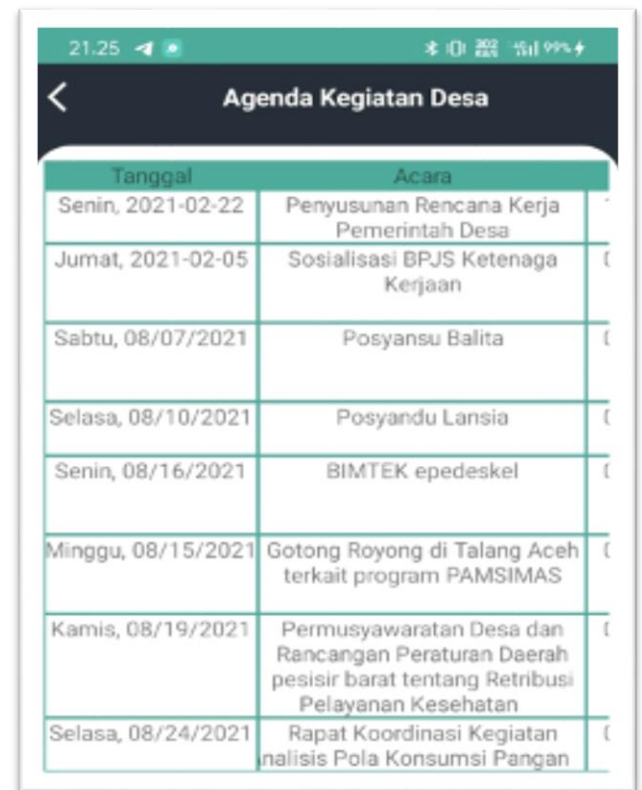 21.25
99%
Agenda Kegiatan Desa
Tanggal Acara
Senin, 2021-02-22 Penyusunan Rencana Kerja
Pemerintah Desa
Jumat, 2021-02-05 Sosialisasi BPJS Ketenaga
Kerjaan
Sabtu, 08/07/2021 Posyansu Balita
Selasa, 08/10/2021 Posyandu Lansia
Senin, 08/16/2021 BIMTEK epedeskel
Minggu, 08/15/2021 Gotong Royong di Talang Aceh
terkait program PAMSIMAS
Kamis, 08/19/2021 Permusyawaratan Desa dan
Rancangan Peraturan Daerah
pesisir barat tentang Retribusi
Pelayanan Kesehatan
Selasa, 08/24/2021 Rapat Koordinasi Kegiatan
nalisis Pola Konsumsi Pangan